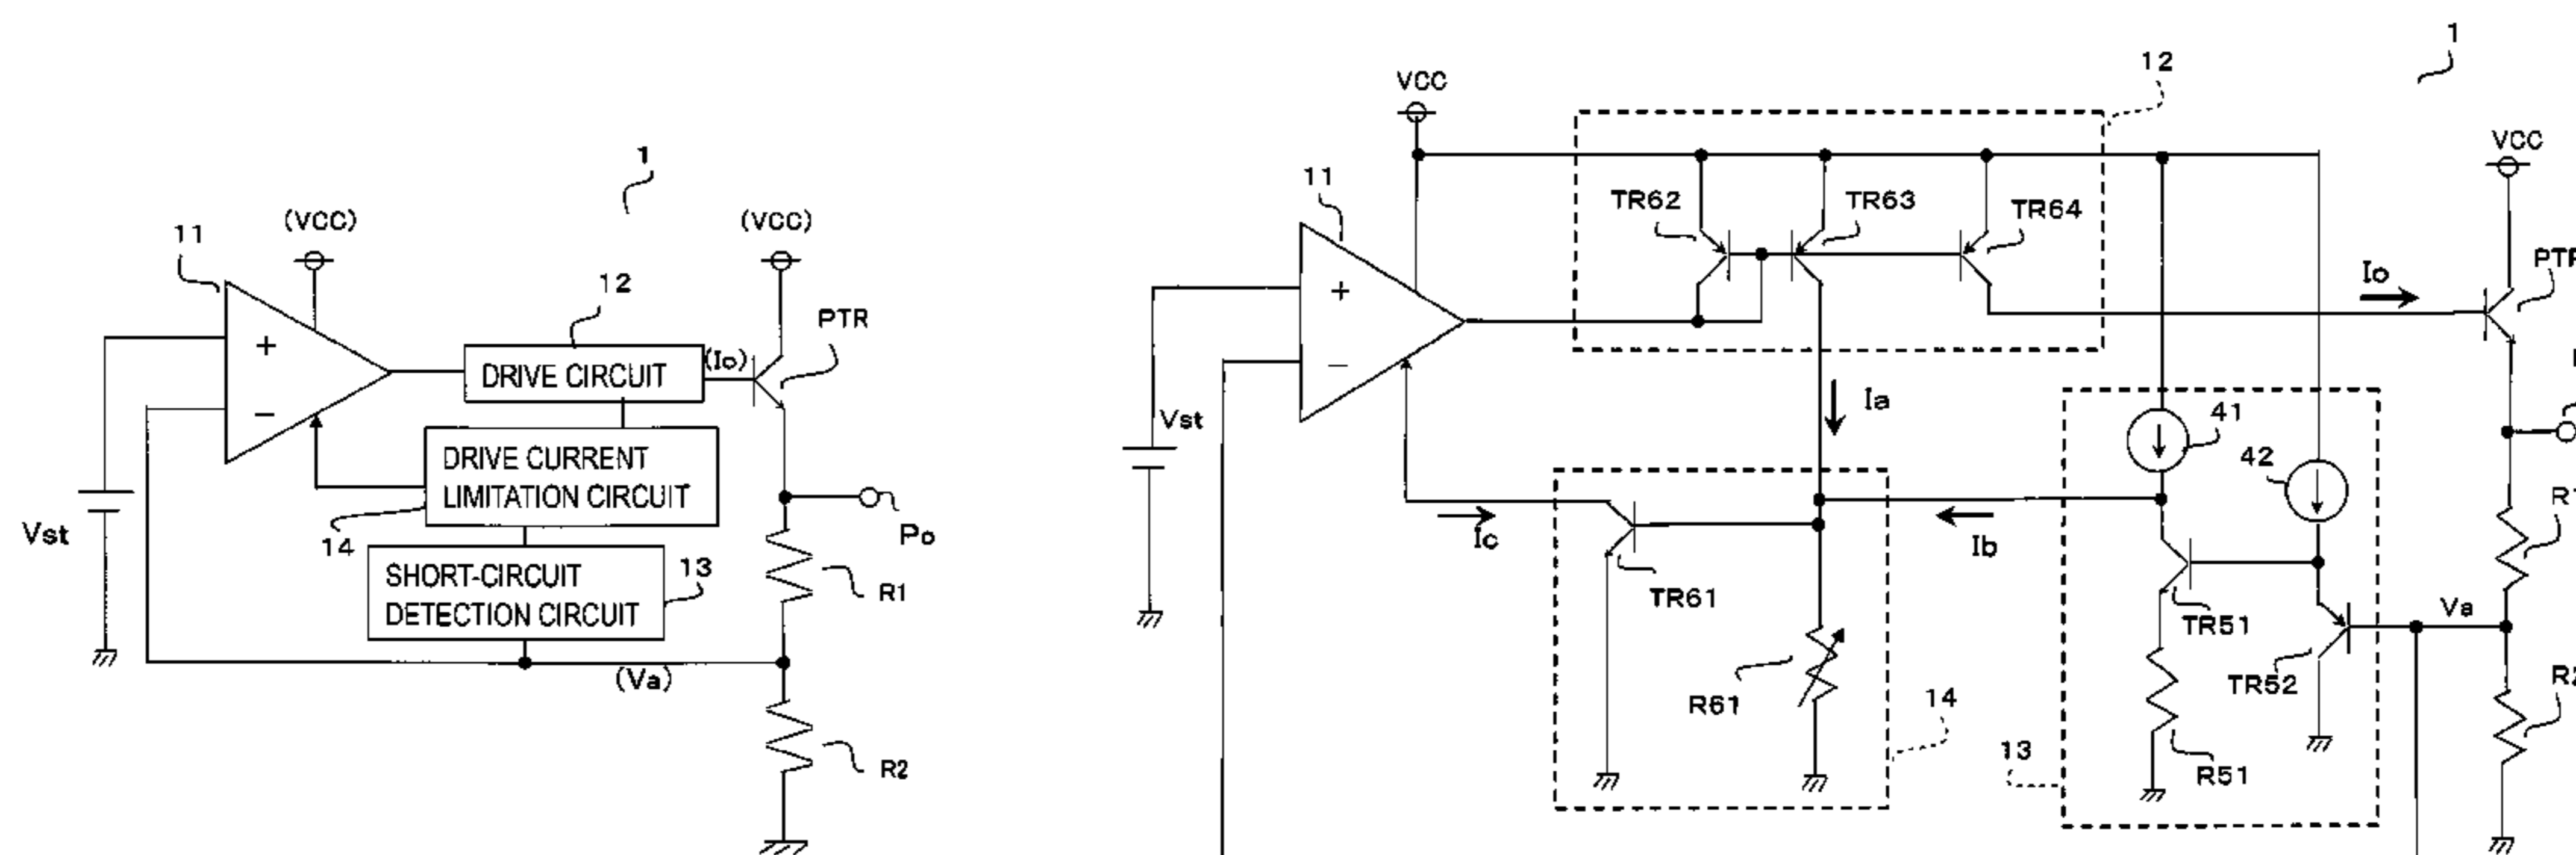 1
11
(VCC)
(VCC)
12
PTR
+
−
DRIVE CIRCUIT
(Io)
DRIVE CURRENT
LIMITATION CIRCUIT
14
Vst
Po
SHORT-CIRCUIT
DETECTION CIRCUIT
13
R1
(Va)
R2
1
12
VCC
VCC
11
TR62
TR63
TR64
+
−
Io
Vst
Ia
41
42
Ic
Ib
TR61
TR51
Va
R61
14
13
TR52
R51